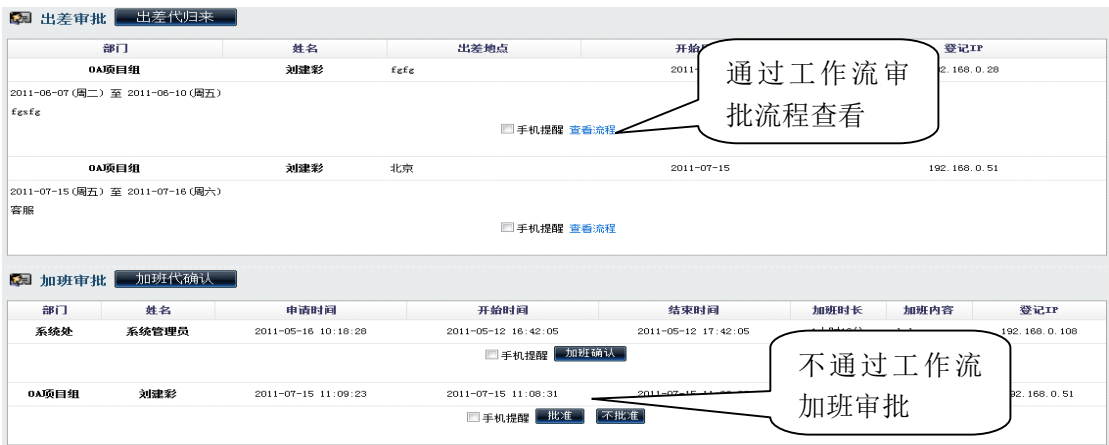 出差审批 出差代归来
部门 姓名 出差地点 登记IP
OA项目组 刘建彩 fgfg 2011- .168.0.28
2011-06-07(周二) 至 2011-06-10(周五)
fgsfg
手机提醒 查看流程
通过工作流审
批流程查看
OA项目组 刘建彩 北京 2011-07-15 192.168.0.51
2011-07-15(周五) 至 2011-07-16(周六)
客服
手机提醒 查看流程
加班审批 加班代确认
部门 姓名 申请时间 开始时间 结束时间 加班时长 加班内容 登记IP
系统处 系统管理员 2011-05-16 10:18:28 2011-05-12 16:42:05 2011-05-12 17:42:05 192.168.0.108
手机提醒 加班确认
不通过工作流
加班审批
OA项目组 刘建彩 2011-07-15 11:09:23 2011-07-15 11:08:31 2011-07-15 .168.0.51
手机提醒 批准 不批准